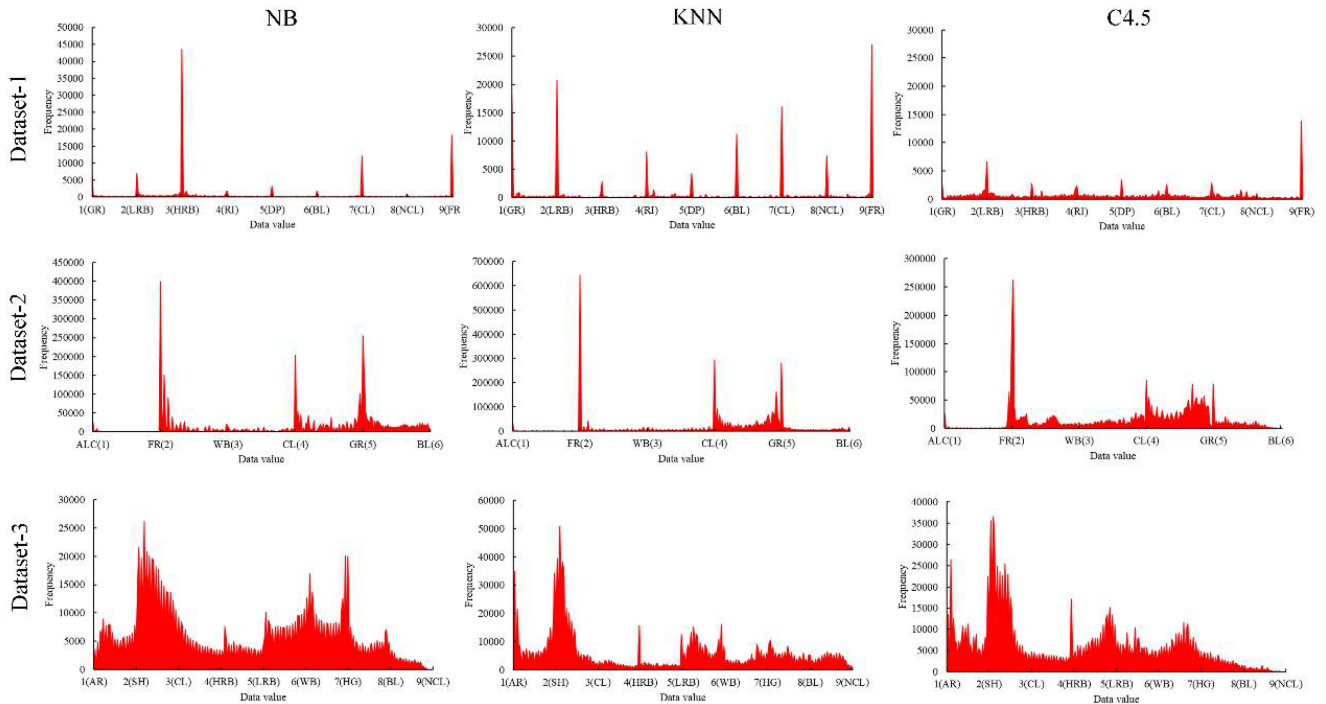 NB
KNN
C4.5
Dataset-1
Frequency
50000
45000
40000
35000
30000
25000
20000
15000
10000
5000
0
1(GR) 2(LRB) 3(HRB) 4(RI) 5(DP) 6(BL) 7(CL) 8(NCL) 9(FR
Data value
Frequency
30000
25000
20000
15000
10000
5000
0
1(GR) 2(LRB) 3(HRB) 4(RI) 5(DP) 6(BL) 7(CL) 8(NCL) 9(FR)
Data value
Frequency
30000
25000
20000
15000
10000
5000
0
1(GR) 2(LRB) 3(HRB) 4(RI) 5(DP) 6(BL) 7(CL) 8(NCL) 9(FR)
Data value
Dataset-2
Frequency
450000
400000
350000
300000
250000
200000
150000
100000
50000
0
ALC(1) FR(2) WB(3) CL(4) GR(5) BL(6)
Data value
Frequency
700000
600000
500000
400000
300000
200000
100000
0
ALC(1) FR(2) WB(3) CL(4) GR(5) BL(6)
Data value
Frequency
300000
250000
200000
150000
100000
50000
0
ALC(1) FR(2) WB(3) CL(4) GR(5) BL(6)
Data value
Dataset-3
Frequency
30000
25000
20000
15000
10000
5000
0
1(AR) 2(SH) 3(CL) 4(HRB) 5(LRB) 6(WB) 7(HG) 8(BL) 9(NCL)
Data value
Frequency
60000
50000
40000
30000
20000
10000
0
1(AR) 2(SH) 3(CL) 4(HRB) 5(LRB) 6(WB) 7(HG) 8(BL) 9(NCL)
Data value
Frequency
40000
35000
30000
25000
20000
15000
10000
5000
0
1(AR) 2(SH) 3(CL) 4(HRB) 5(LRB) 6(WB) 7(HG) 8(BL) 9(NCL)
Data value